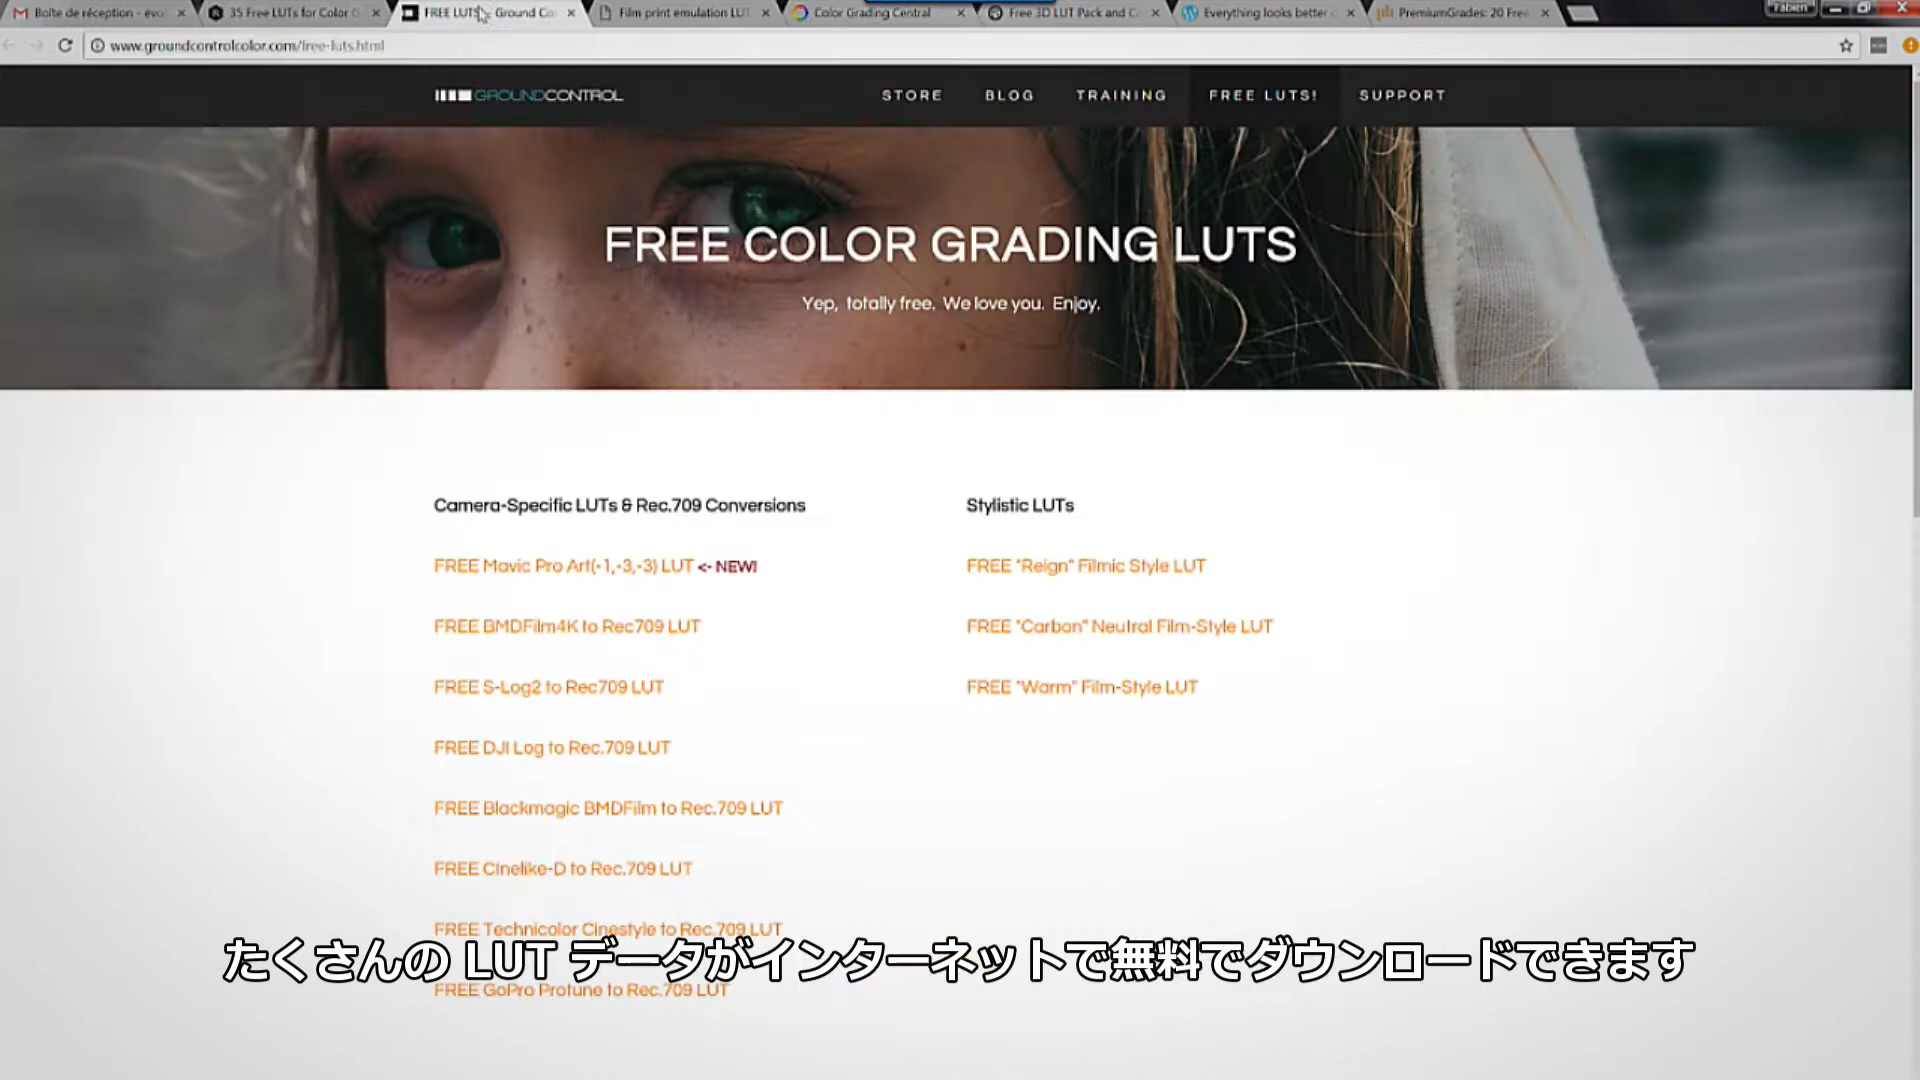 Boîte de réception - evo
35 Free LUTs for Color G
FREE LUTs - Ground Co
Film print emulation LUT
Color Grading Central
Free 3D LUT Pack and C
Everything looks better
PremiumGrades: 20 Free
Fabien
www.groundcontrolcolor.com/free-luts.html
GROUNDCONTROL
STORE
BLOG
TRAINING
FREE LUTS!
SUPPORT
FREE COLOR GRADING LUTS
Yep, totally free. We love you. Enjoy.
Camera-Specific LUTs & Rec.709 Conversions
FREE Mavic Pro Art(-1,-3,-3) LUT <- NEW!
FREE BMDFilm4K to Rec709 LUT
FREE S-Log2 to Rec709 LUT
FREE DJI Log to Rec.709 LUT
FREE Blackmagic BMDFilm to Rec.709 LUT
FREE CInelike-D to Rec.709 LUT
FREE Technicolor Cinestyle to Rec.709 LUT
FREE GoPro Protune to Rec.709 LUT
Stylistic LUTs
FREE "Reign" Filmic Style LUT
FREE "Carbon" Neutral Film-Style LUT
FREE "Warm" Film-Style LUT
たくさんの LUT データがインターネットで無料でダウンロードできます